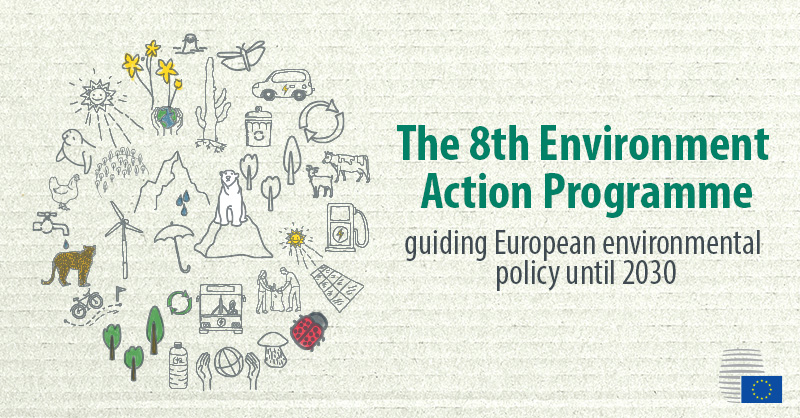 The 8th Environment
Action Programme
guiding European environmental
policy until 2030